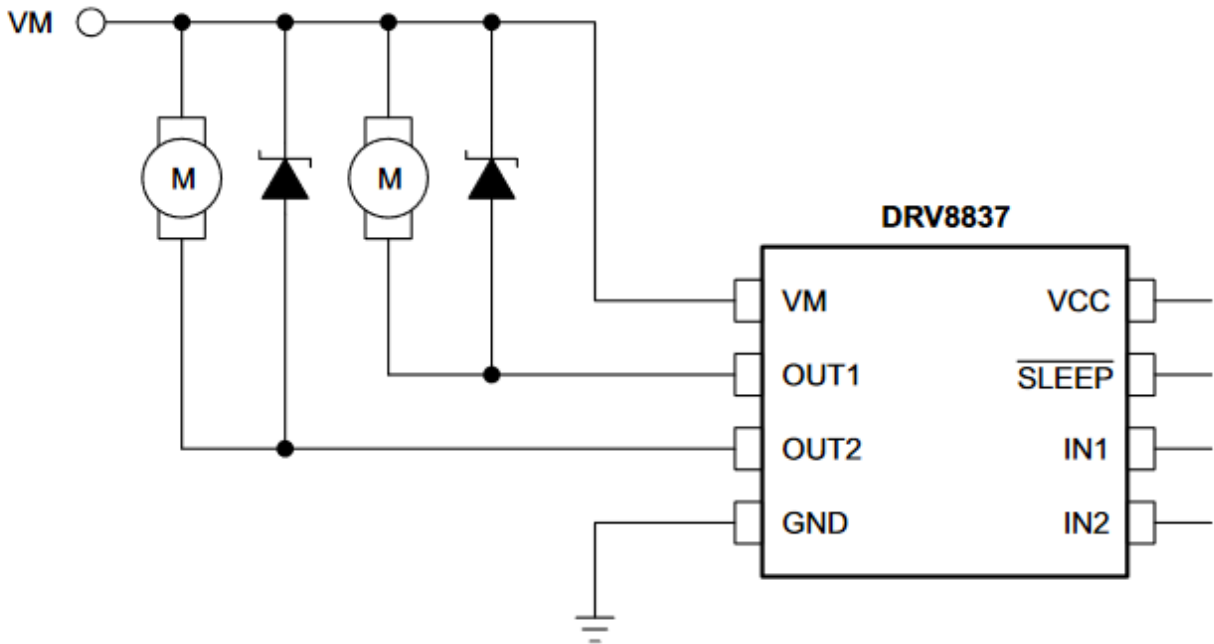 VM
M
M
DRV8837
VM
VCC
OUT1
SLEEP
OUT2
IN1
GND
IN2